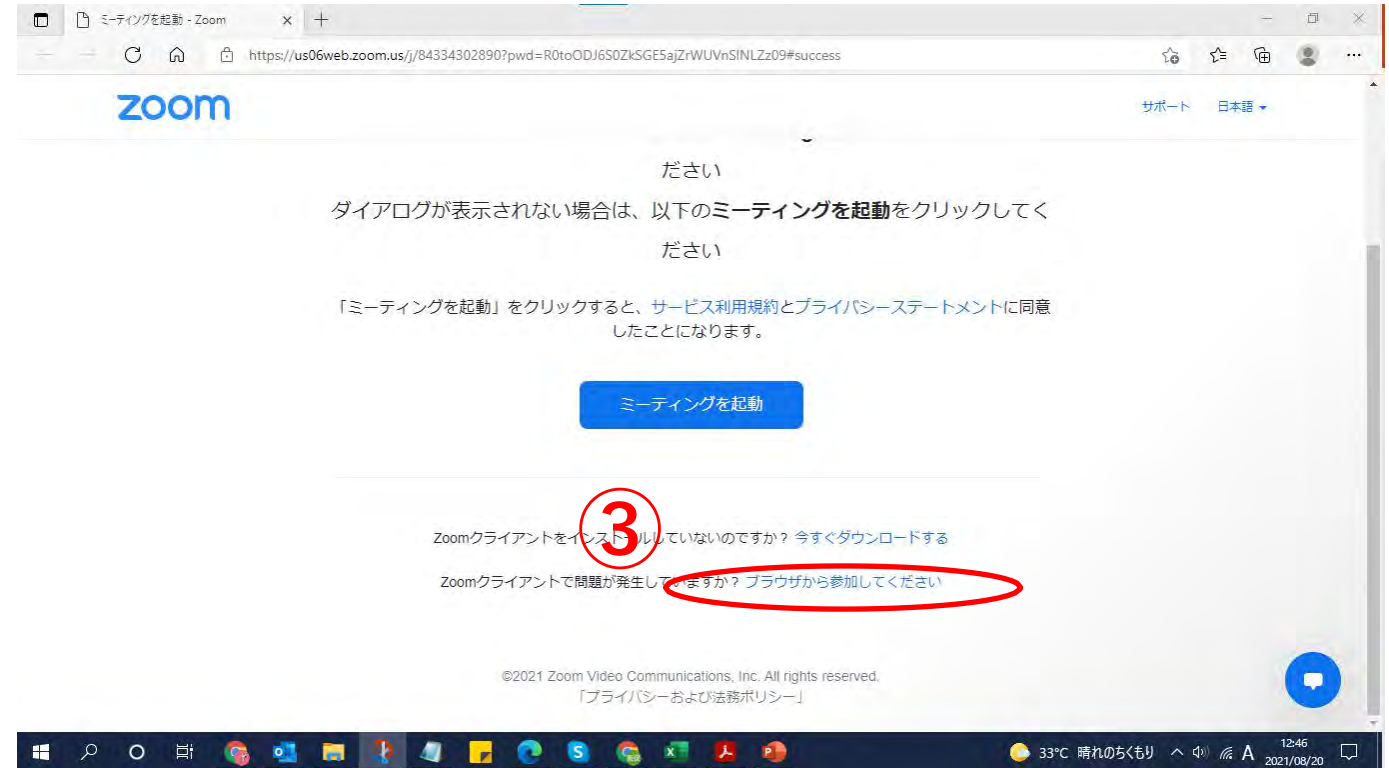 ミーティングを起動 - Zoom
https://us06web.zoom.us/j/84334302890?pwd=R0toODJ6S0ZkSGE5ajZrWUVnSlNLZz09#success
zoom
サポート 日本語
ださい
ダイアログが表示されない場合は、以下のミーティングを起動をクリックしてく
ださい
「ミーティングを起動」をクリックすると、サービス利用規約とプライバシーステートメントに同意
したことになります。
ミーティングを起動
③
Zoomクライアントをインストールしていないのですか？ 今すぐダウンロードする
Zoomクライアントで問題が発生していますか？ ブラウザから参加してください
©2021 Zoom Video Communications, Inc. All rights reserved.
「プライバシーおよび法務ポリシー」
33°C 晴れのちくもり A 12:46
2021/08/20